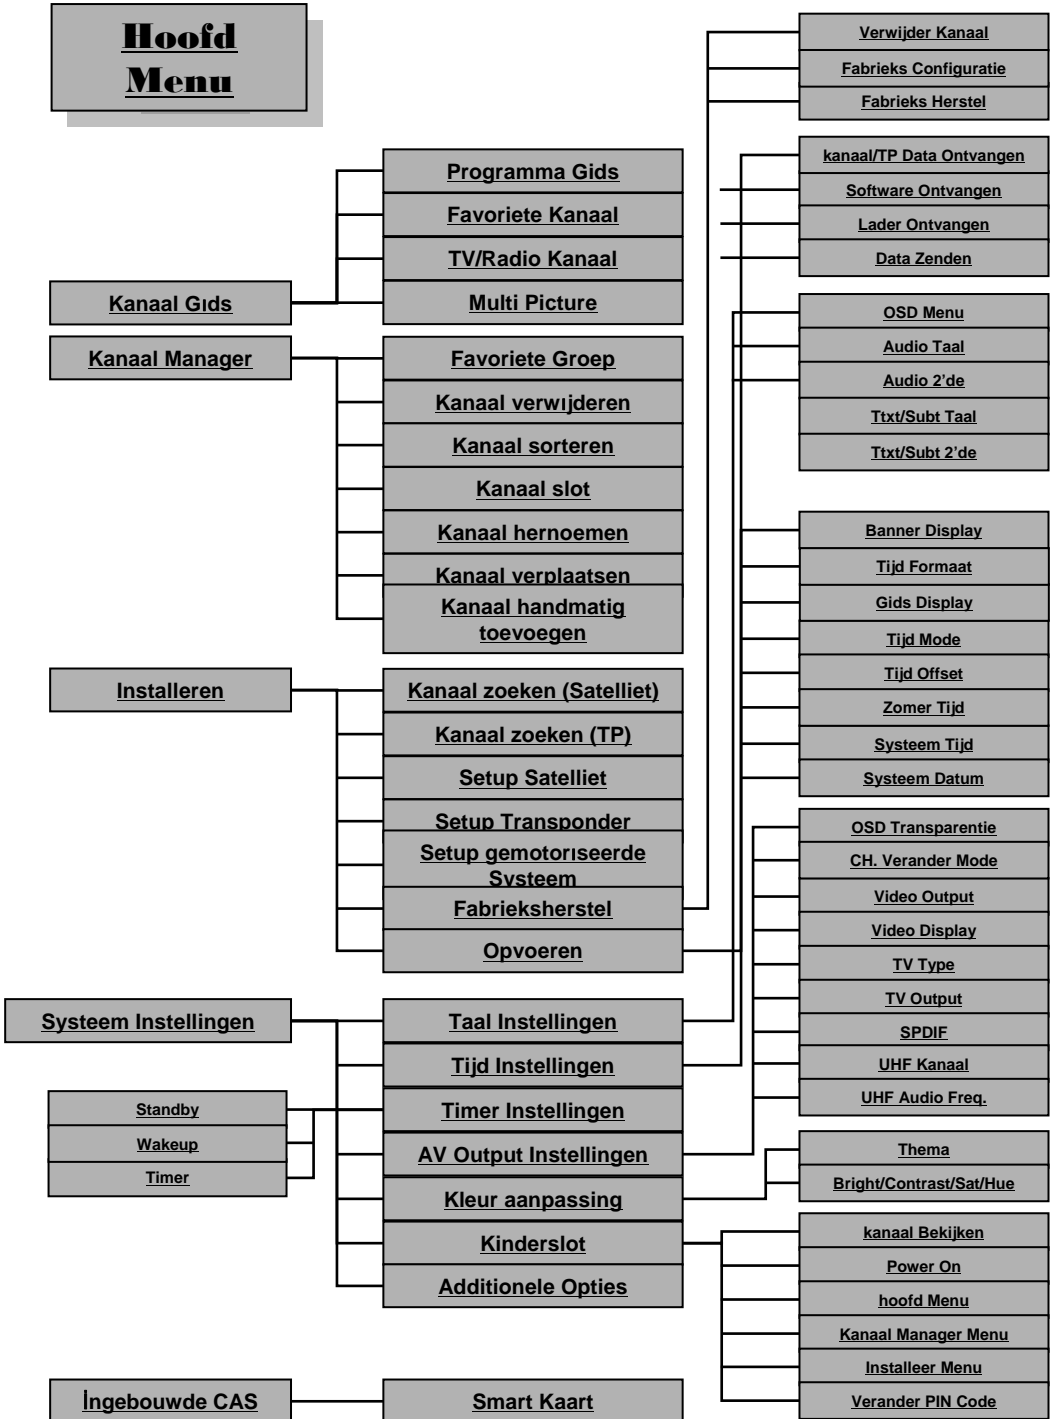 Hoofd
Menu
Kanaal Gıds
Programma Gids
Favoriete Kanaal
TV/Radio Kanaal
Multi Picture
Kanaal Manager
Favoriete Groep
Kanaal verwıjderen
Kanaal sorteren
Kanaal slot
Kanaal hernoemen
Kanaal verplaatsen
Kanaal handmatig
toevoegen
Installeren
Kanaal zoeken (Satelliet)
Kanaal zoeken (TP)
Setup Satelliet
Setup Transponder
Setup gemotorıseerde
Systeem
Fabrieksherstel
Opvoeren
Systeem Instellingen
Taal Instellingen
Tijd Instellingen
Timer Instellingen
AV Output Instellingen
Kleur aanpassing
Kinderslot
Additionele Opties
Standby
Wakeup
Timer
İngebouwde CAS
Smart Kaart
Verwijder Kanaal
Fabrieks Configuratie
Fabrieks Herstel
kanaal/TP Data Ontvangen
Software Ontvangen
Lader Ontvangen
Data Zenden
OSD Menu
Audio Taal
Audio 2’de
Ttxt/Subt Taal
Ttxt/Subt 2’de
Banner Display
Tijd Formaat
Gids Display
Tijd Mode
Tijd Offset
Zomer Tijd
Systeem Tijd
Systeem Datum
OSD Transparentie
CH. Verander Mode
Video Output
Video Display
TV Type
TV Output
SPDIF
UHF Kanaal
UHF Audio Freq.
Thema
Bright/Contrast/Sat/Hue
kanaal Bekijken
Power On
hoofd Menu
Kanaal Manager Menu
Installeer Menu
Verander PIN Code